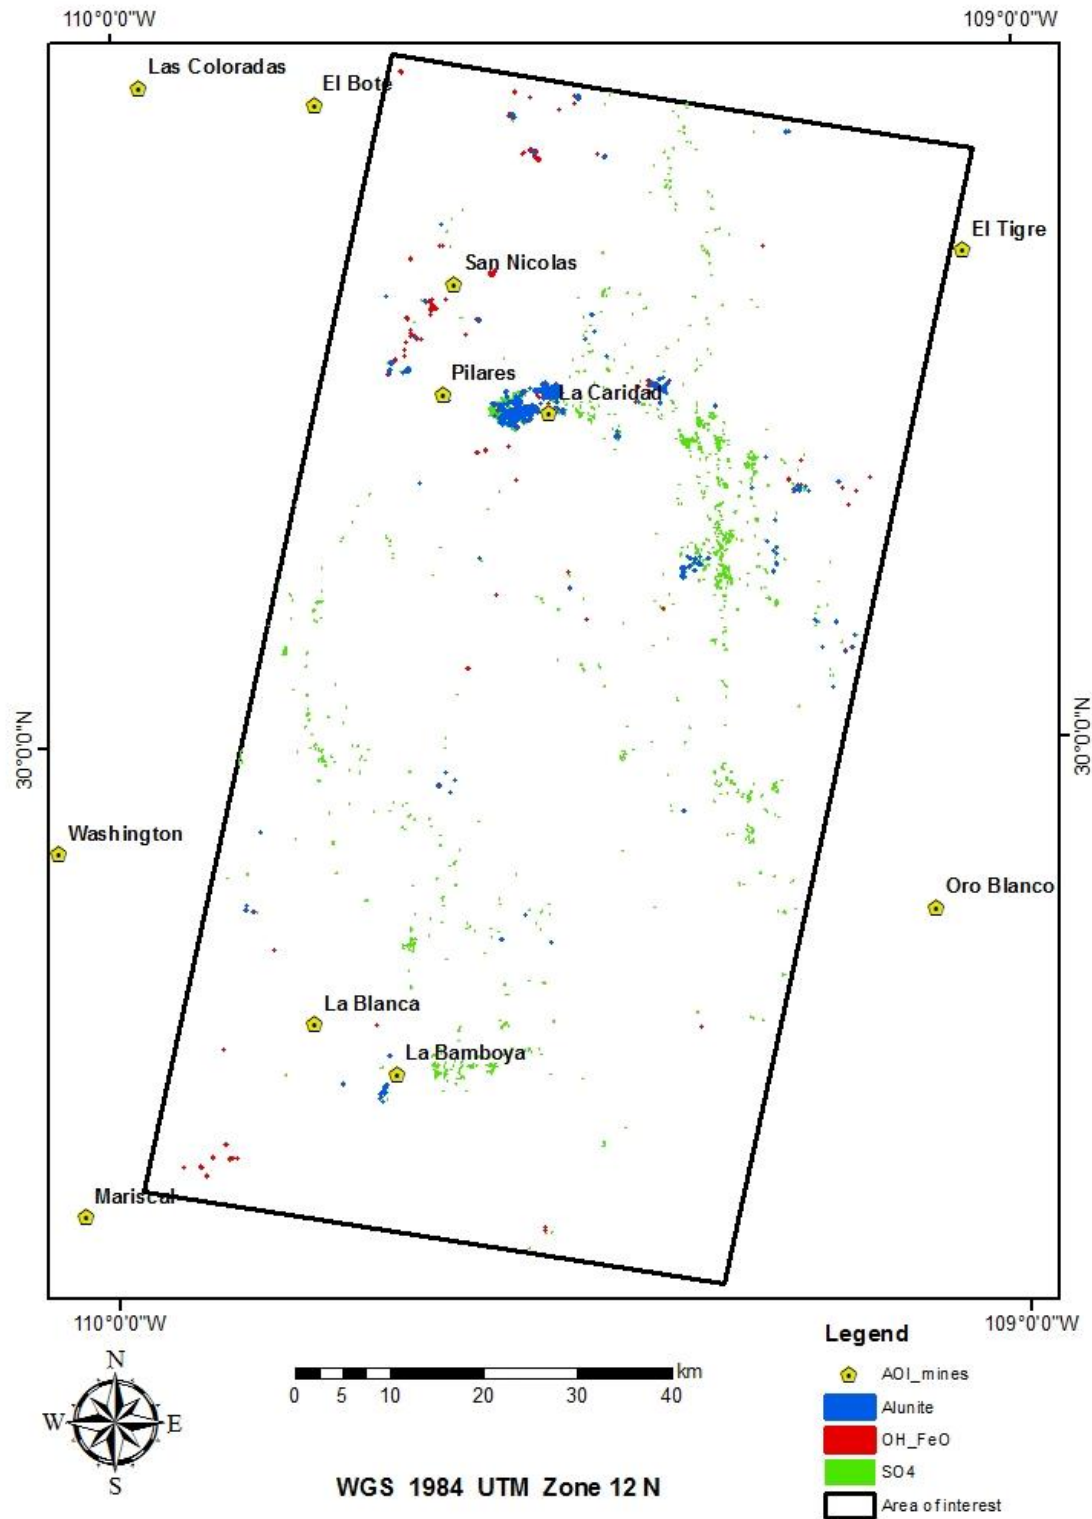 110°0'0"W 109°0'0"W
Las Coloradas
El Bote
El Tigre
San Nicolas
Pilares
La Caridad
30°0'0"N 30°0'0"N
Washington
Oro Blanco
La Blanca
La Bamboya
Mariscal
110°0'0"W 109°0'0"W
Legend
N
W E
S
km
0 5 10 20 30 40
AOI_mines
Alunite
OH_FeO
SO4
Area of interest
WGS 1984 UTM Zone 12 N